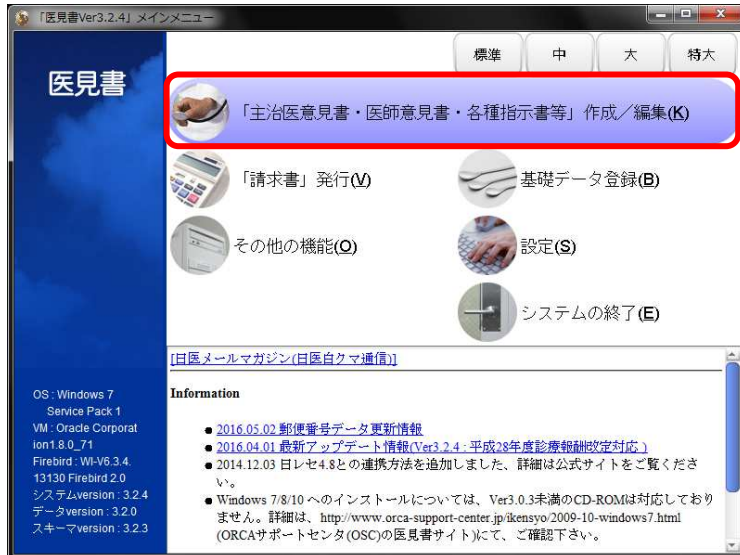 「医見書Ver3.2.4」メインメニュー
標準 中 大 特大
医見書
「主治医意見書・医師意見書・各種指示書等」作成／編集(K)
「請求書」発行(V) 基礎データ登録(B)
その他の機能(O) 設定(S)
システムの終了(E)
[日医メールマガジン(日医白クマ通信)]
Information
2016.05.02 郵便番号データ更新情報
2016.04.01 最新アップデート情報(Ver3.2.4 : 平成28年度診療報酬改定対応 )
2014.12.03 日レセ4.8との連携方法を追加しました、詳細は公式サイトをご覧くださ
い。
Windows 7/8/10 へのインストールについては、Ver3.0.3未満のCD-ROMは対応しており
ません。詳細は、http://www.orca-support-center.jp/ikensyo/2009-10-windows7.html
(ORCAサポートセンタ(OSC)の医見書サイト)にて、ご確認下さい。
OS : Windows 7
Service Pack 1
VM : Oracle Corporat
ion1.8.0_71
Firebird : WI-V6.3.4.
13130 Firebird 2.0
システムversion : 3.2.4
データversion : 3.2.0
スキーマversion : 3.2.3